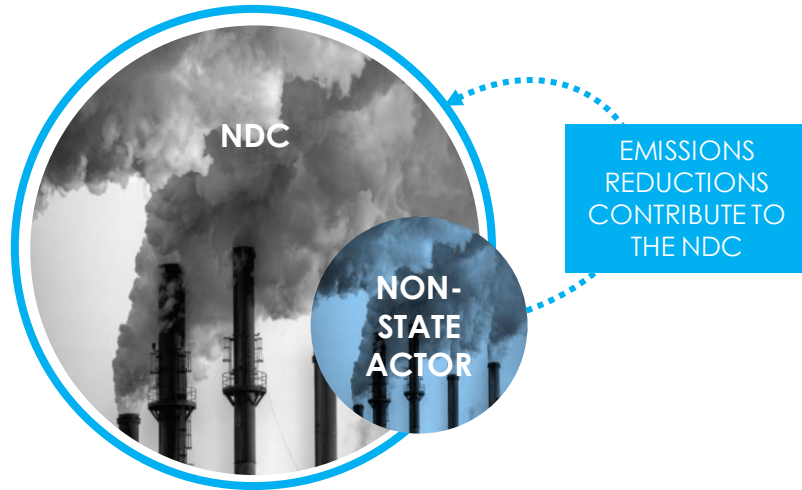 NDC
NON-
STATE
ACTOR
EMISSIONS
REDUCTIONS
CONTRIBUTE TO
THE NDC